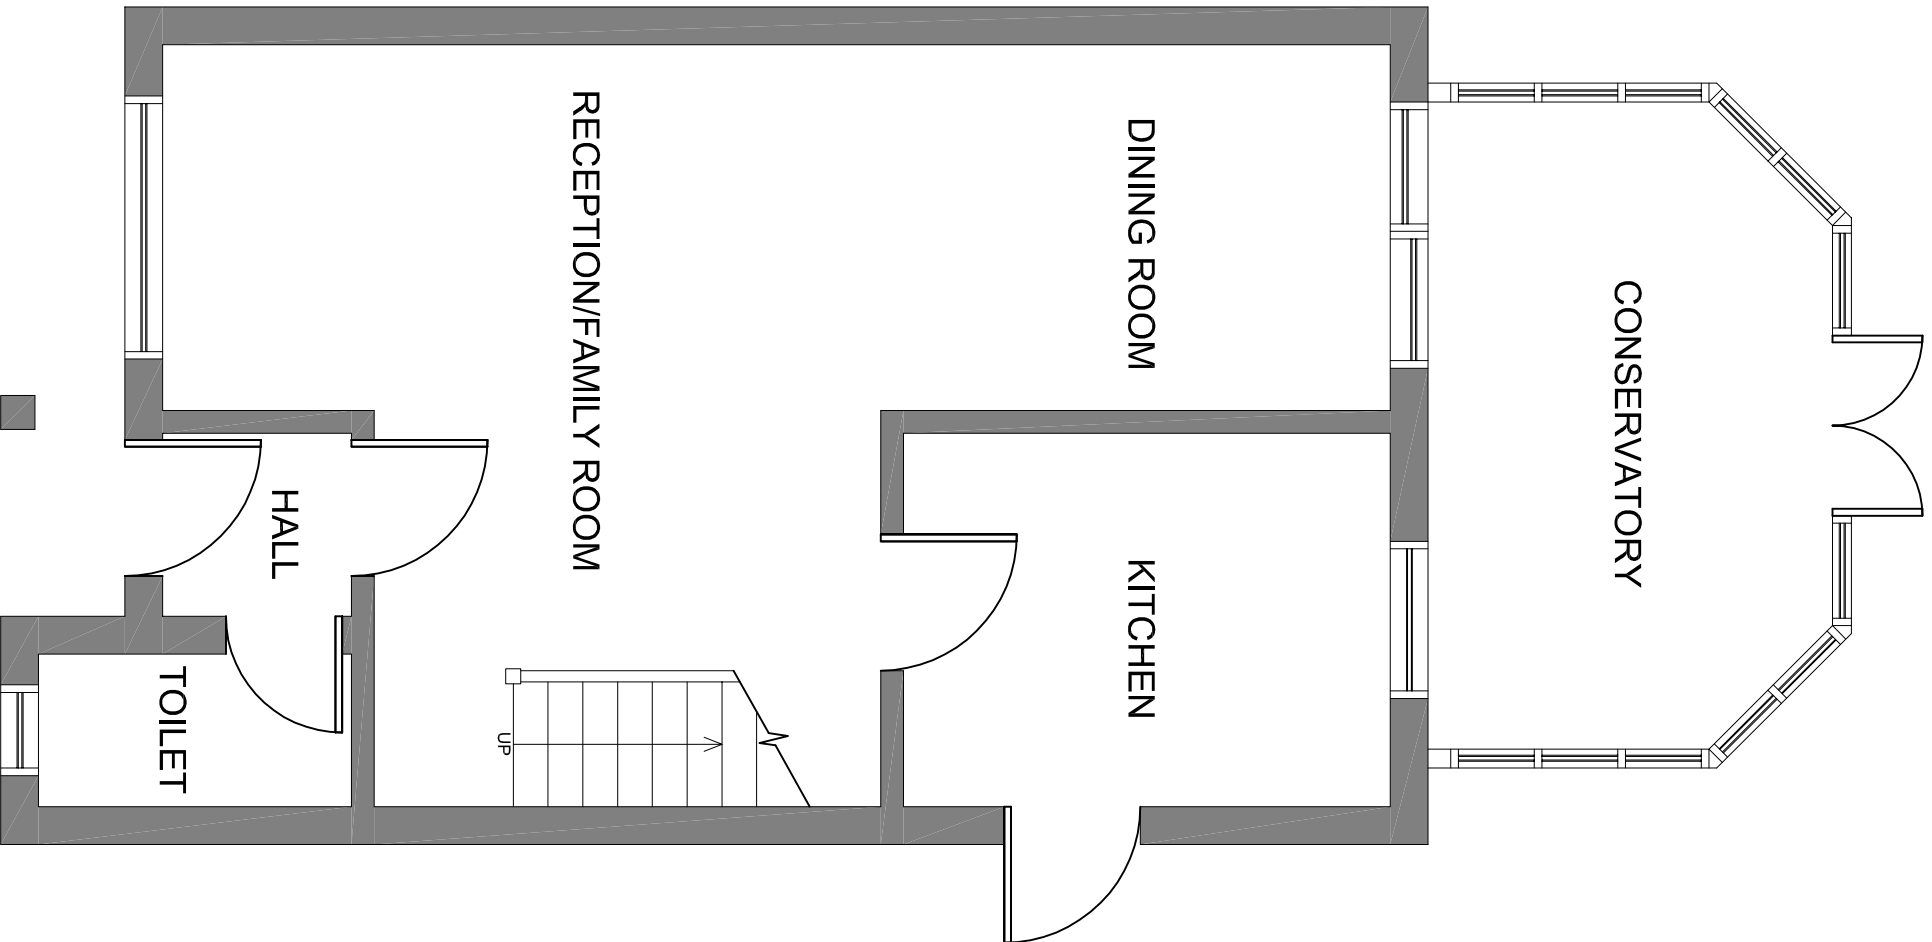 RECEPTION/FAMILY ROOM
DINING ROOM
CONSERVATORY
HALL
KITCHEN
TOILET
UP